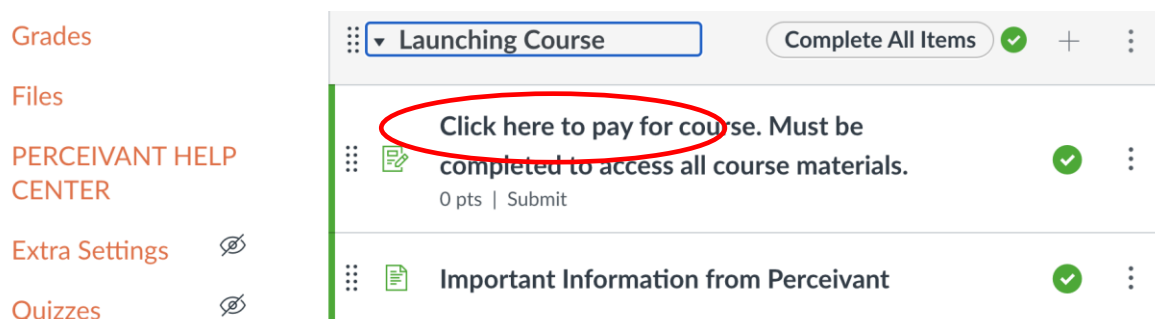 Grades
Files
PERCEIVANT HELP
CENTER
Extra Settings
Quizzes
Launching Course
Complete All Items
Click here to pay for course. Must be
completed to access all course materials.
0 pts | Submit
Important Information from Perceivant